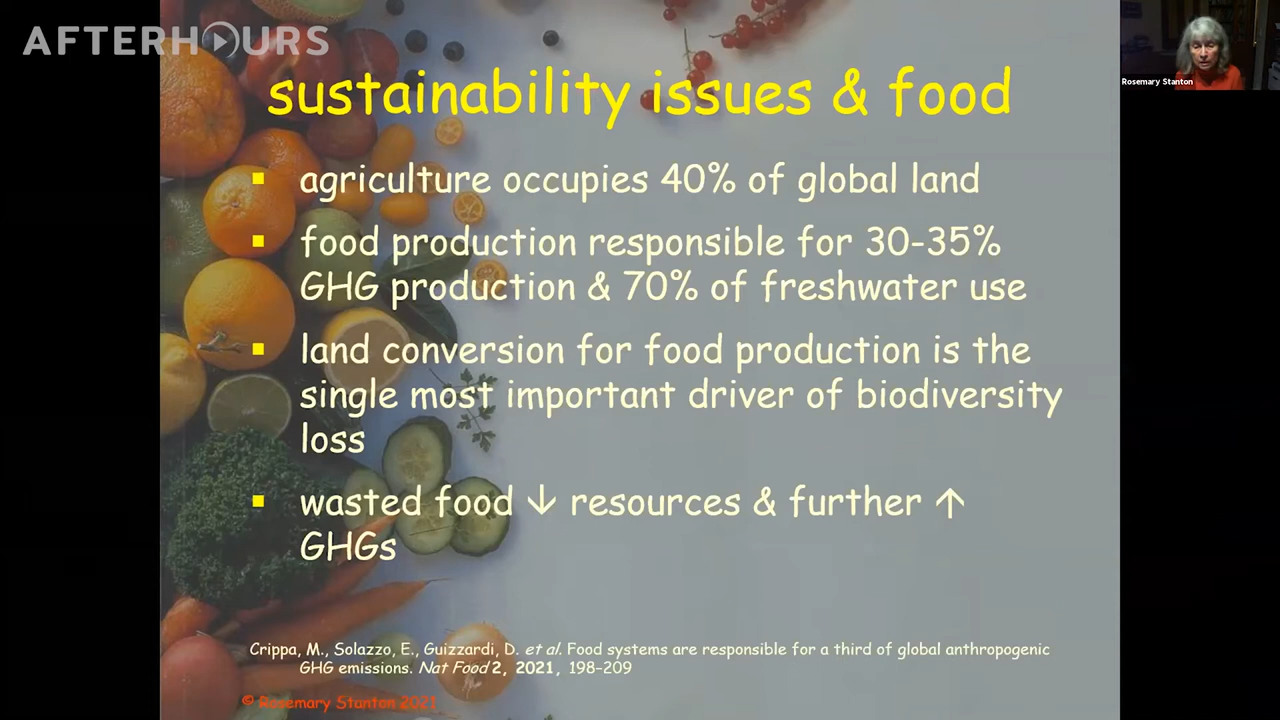 AFTERHOURS
Rosemary Stanton
sustainability issues & food
▪ agriculture occupies 40% of global land
▪ food production responsible for 30-35%
GHG production & 70% of freshwater use
▪ land conversion for food production is the
single most important driver of biodiversity
loss
▪ wasted food ↓ resources & further ↑
GHGs
Crippa, M., Solazzo, E., Guizzardi, D. et al. Food systems are responsible for a third of global anthropogenic
GHG emissions. Nat Food 2, 2021, 198–209
© Rosemary Stanton 2021